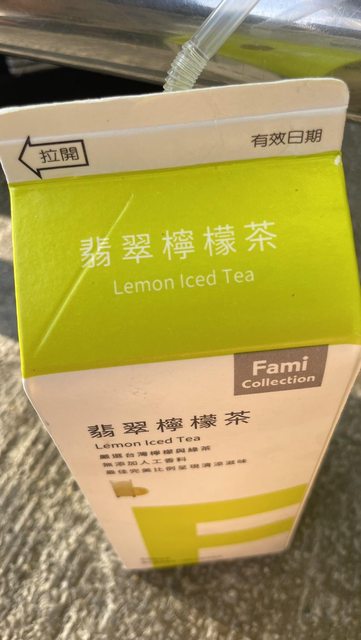 拉開
有效日期
翡翠檸檬茶
Lemon Iced Tea
Fami
Collection
翡翠檸檬茶
Lemon Iced Tea
嚴選台灣檸檬與綠茶
無添加人工香料
最佳完美比例呈現清涼滋味